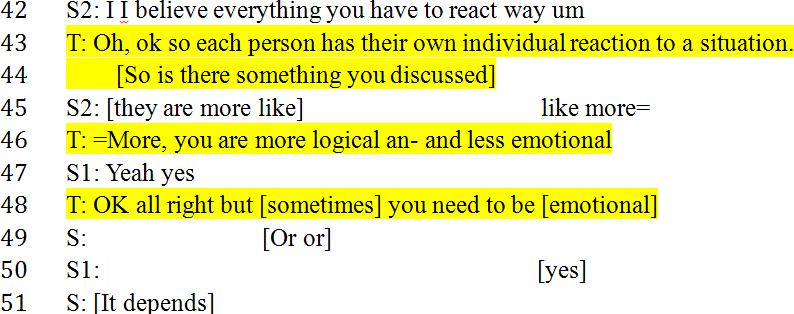 42 S2: I I believe everything you have to react way um
43 T: Oh, ok so each person has their own individual reaction to a situation.
44 [So is there something you discussed]
45 S2: [they are more like] like more=
46 T: =More, you are more logical an- and less emotional
47 S1: Yeah yes
48 T: OK all right but [sometimes] you need to be [emotional]
49 S: [Or or]
50 S1: [yes]
51 S: [It depends]